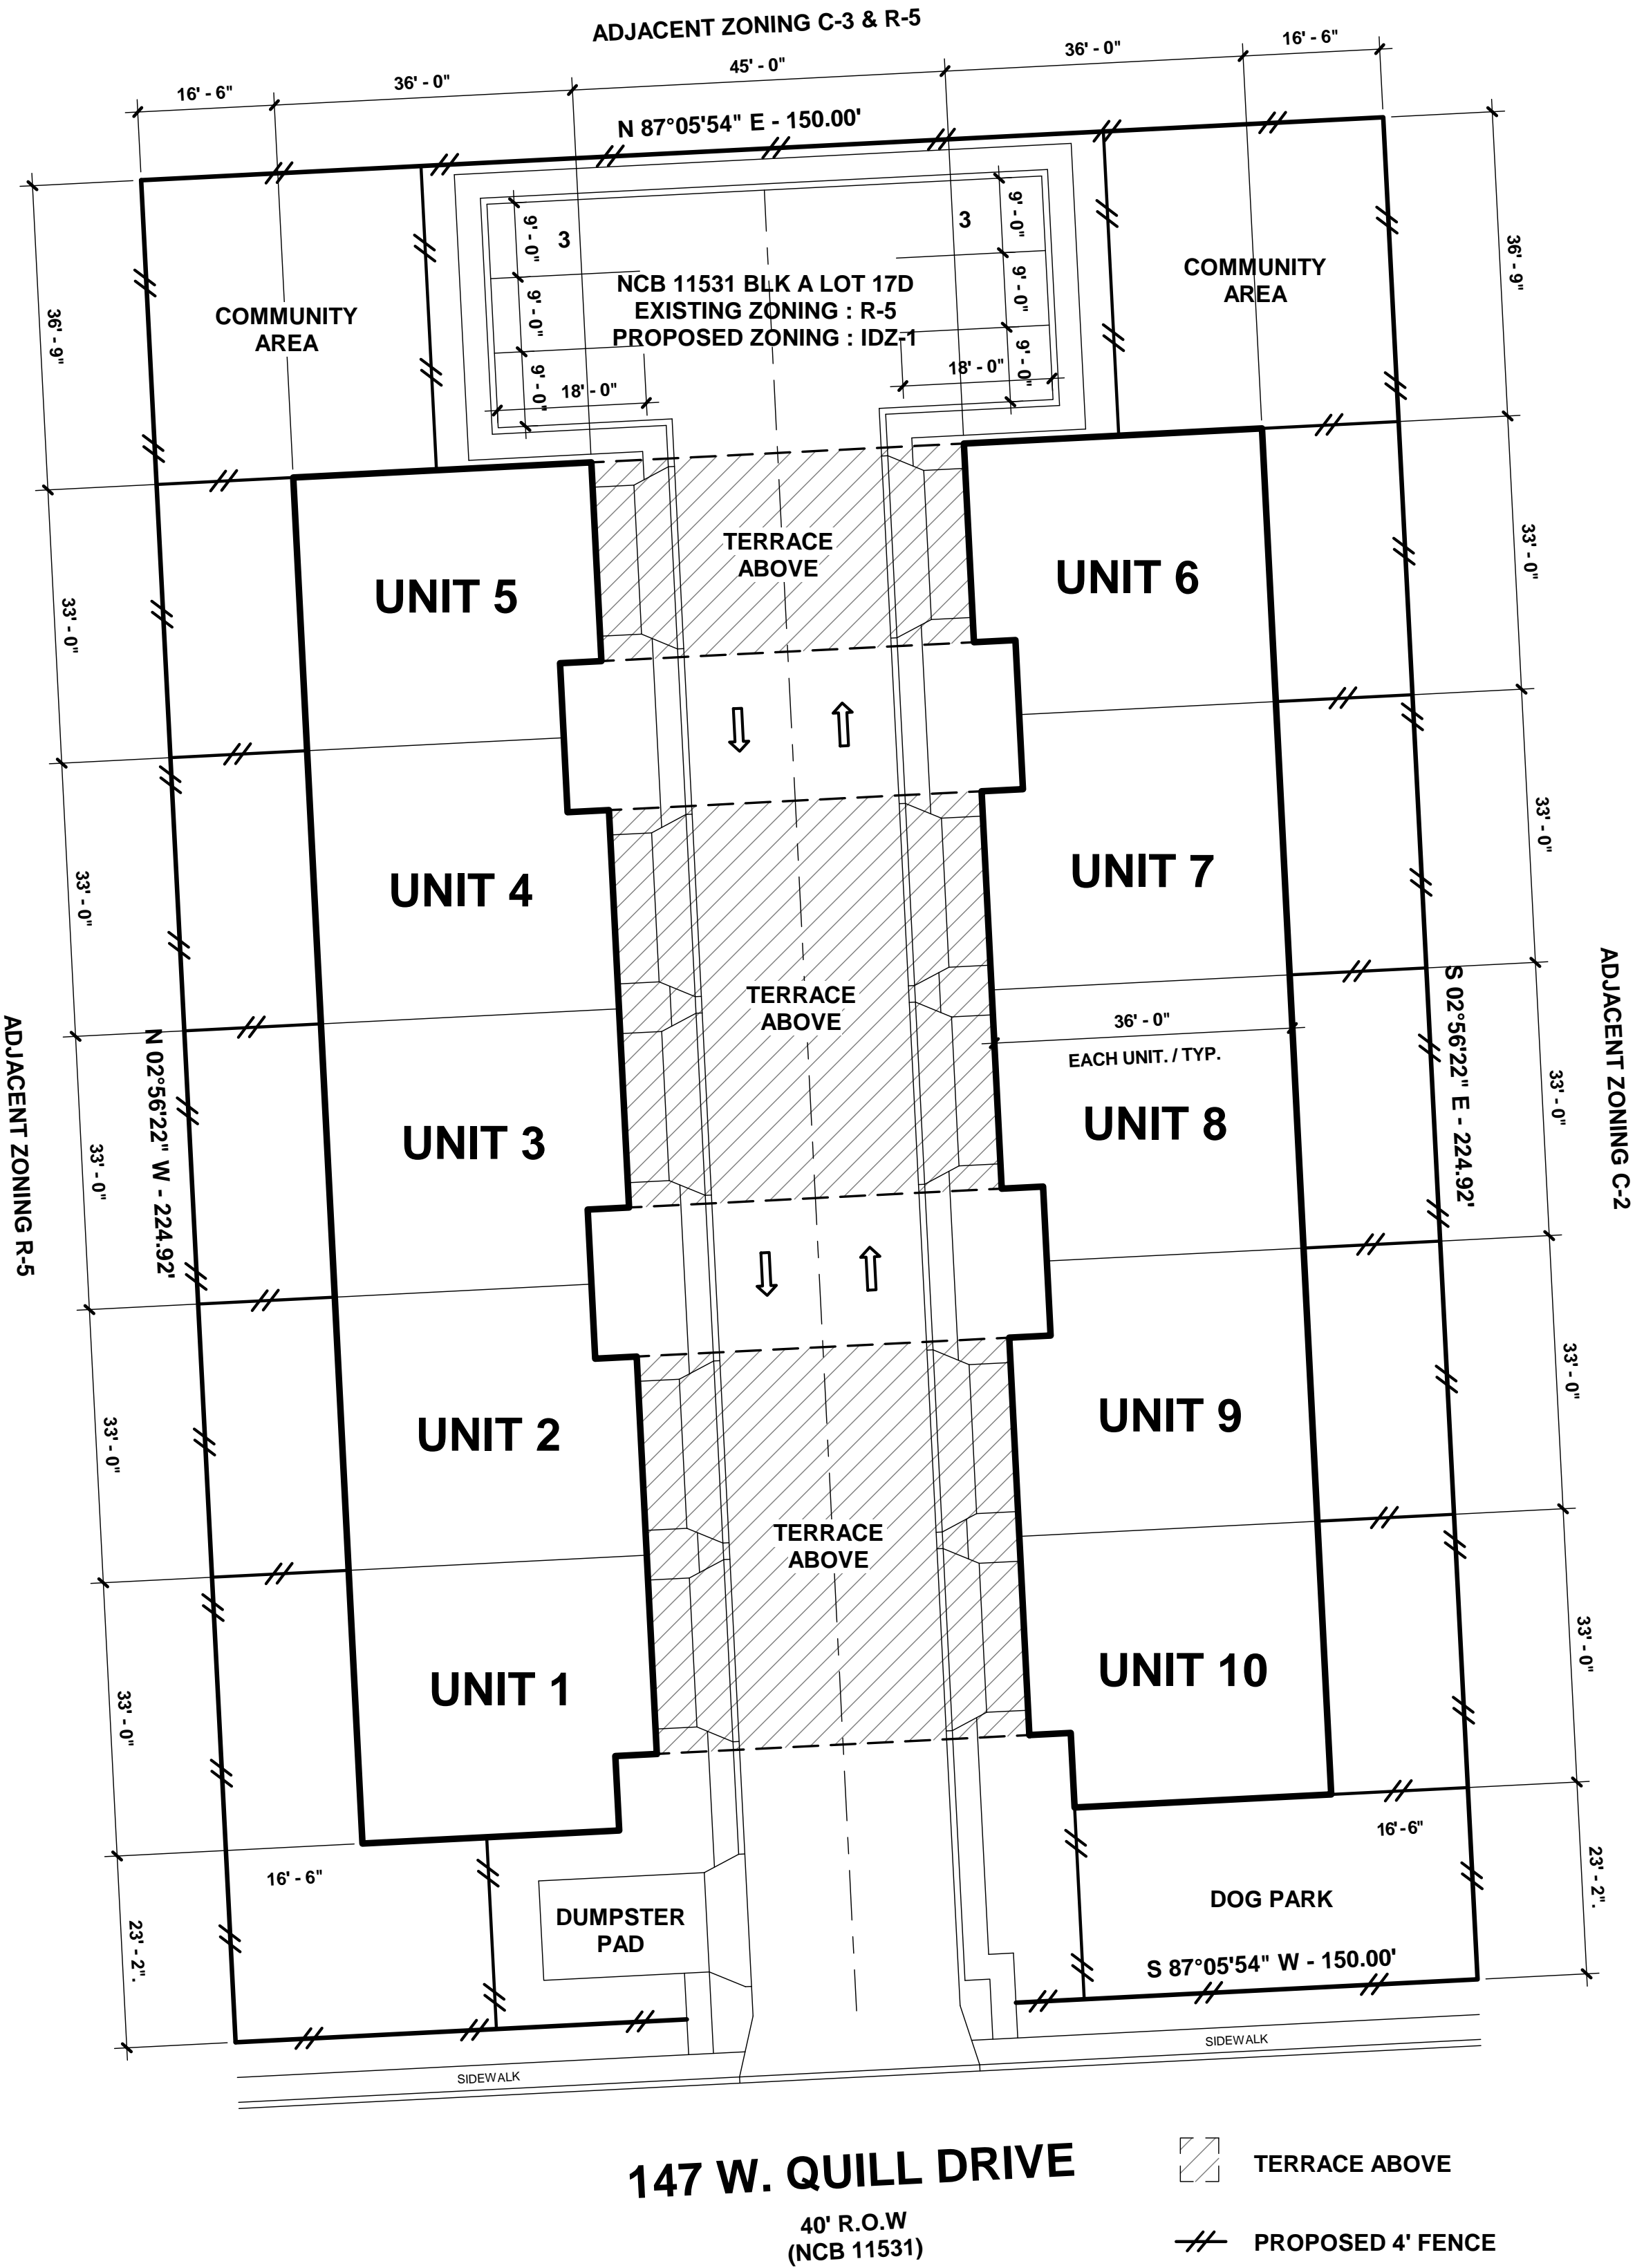 ADJACENT ZONING C-3 & R-5
16' - 6"
36' - 0"
45' - 0"
36' - 0"
16' - 6"
N 87°05'54" E - 150.00'
3
3
9' - 0"
9' - 0"
9' - 0"
9' - 0"
9' - 0"
9' - 0"
18' - 0"
18' - 0"
NCB 11531 BLK A LOT 17D
EXISTING ZONING : R-5
PROPOSED ZONING : IDZ-1
COMMUNITY
AREA
COMMUNITY
AREA
36' - 9"
36' - 9"
TERRACE
ABOVE
UNIT 5
UNIT 6
33' - 0"
33' - 0"
UNIT 4
UNIT 7
33' - 0"
33' - 0"
TERRACE
ABOVE
36' - 0"
EACH UNIT. / TYP.
UNIT 3
UNIT 8
33' - 0"
33' - 0"
ADJACENT ZONING R-5
N 02°56'22" W - 224.92'
S 02°56'22" E - 224.92'
ADJACENT ZONING C-2
UNIT 2
UNIT 9
33' - 0"
33' - 0"
TERRACE
ABOVE
UNIT 1
UNIT 10
33' - 0"
33' - 0"
16' - 6"
16'-6"
23' - 2".
23' - 2".
DUMPSTER
PAD
DOG PARK
S 87°05'54" W - 150.00'
SIDEWALK
SIDEWALK
147 W. QUILL DRIVE
40' R.O.W
(NCB 11531)
TERRACE ABOVE
PROPOSED 4' FENCE